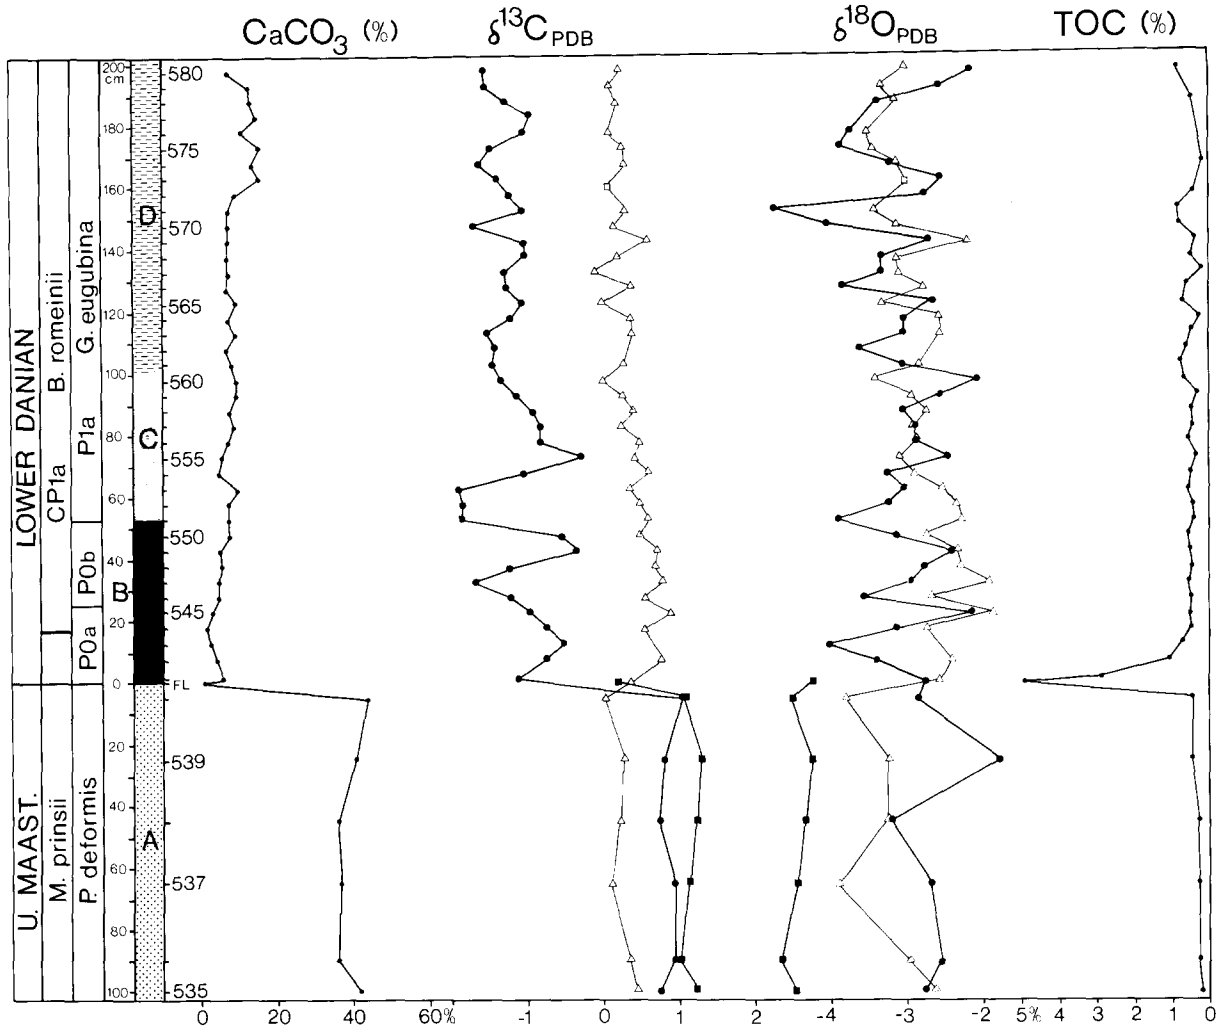 CaCO3 (%) δ13CPDB δ18OPDB TOC (%)
LOWER DANIAN
U. MAAST.
CP1a B. romeinii
M. prinsii
P1a G. eugubina
P0b
P0a
P. deformis
200
cm
180
160
140
120
100
80
60
40
20
0
20
40
60
80
100
D
C
B
A
580
575
570
565
560
555
550
545
FL
539
537
535
0 20 40 60% -1 0 1 2 -4 -3 -2 5% 4 3 2 1 0